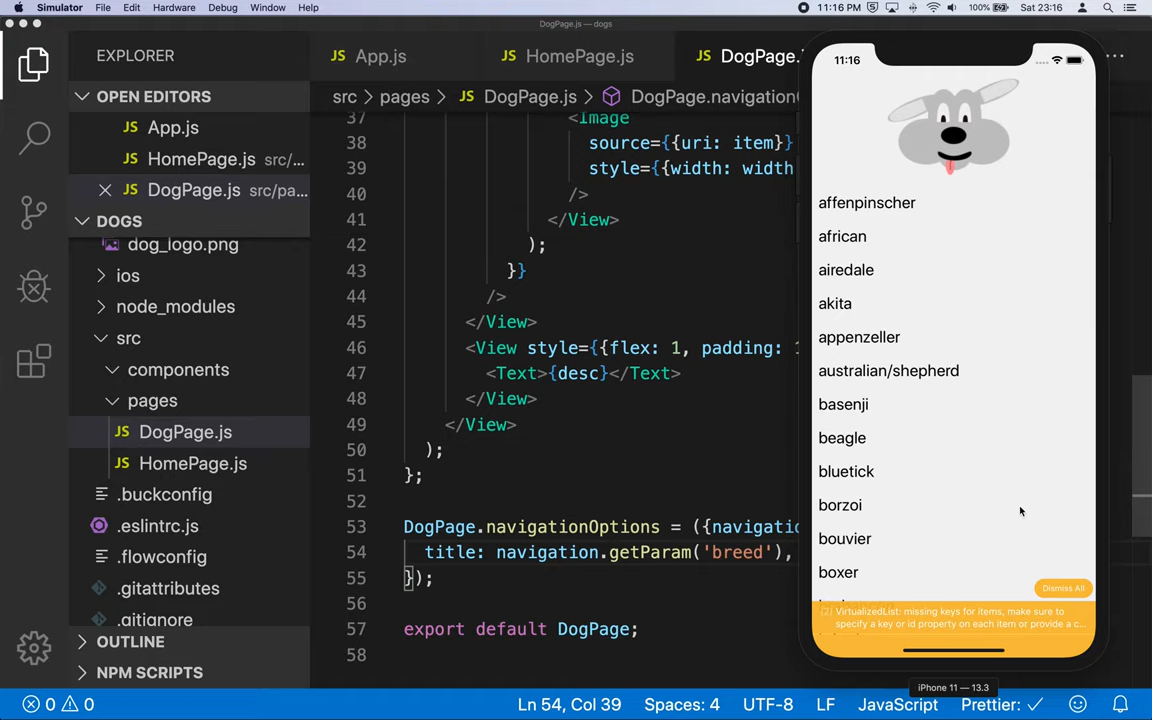 Simulator File Edit Hardware Debug Window Help 11:16 PM 100% Sat 23:16
DogPage.js — dogs
EXPLORER
OPEN EDITORS
JS App.js
JS HomePage.js src/...
JS DogPage.js src/pa...
DOGS
dog_logo.png
ios
node_modules
src
components
pages
JS DogPage.js
JS HomePage.js
.buckconfig
.eslintrc.js
.flowconfig
.gitattributes
.gitignore
OUTLINE
NPM SCRIPTS
JS App.js JS HomePage.js JS DogPage.
src > pages > JS DogPage.js > DogPage.navigation
37 <Image
38 source={{uri: item}}
39 style={{width: width
40 />
41 </View>
42 );
43 }}
44 />
45 </View>
46 <View style={{flex: 1, padding: 1
47 <Text>{desc}</Text>
48 </View>
49 </View>
50 );
51 };
52
53 DogPage.navigationOptions = ({navigatio
54 title: navigation.getParam('breed'),
55 });
56
57 export default DogPage;
58
11:16
affenpinscher
african
airedale
akita
appenzeller
australian/shepherd
basenji
beagle
bluetick
borzoi
bouvier
boxer
Dismiss All
VirtualizedList: missing keys for items, make sure to
specify a key or id property on each item or provide a c...
iPhone 11 — 13.3
0 0 Ln 54, Col 39 Spaces: 4 UTF-8 LF JavaScript Prettier: ✓